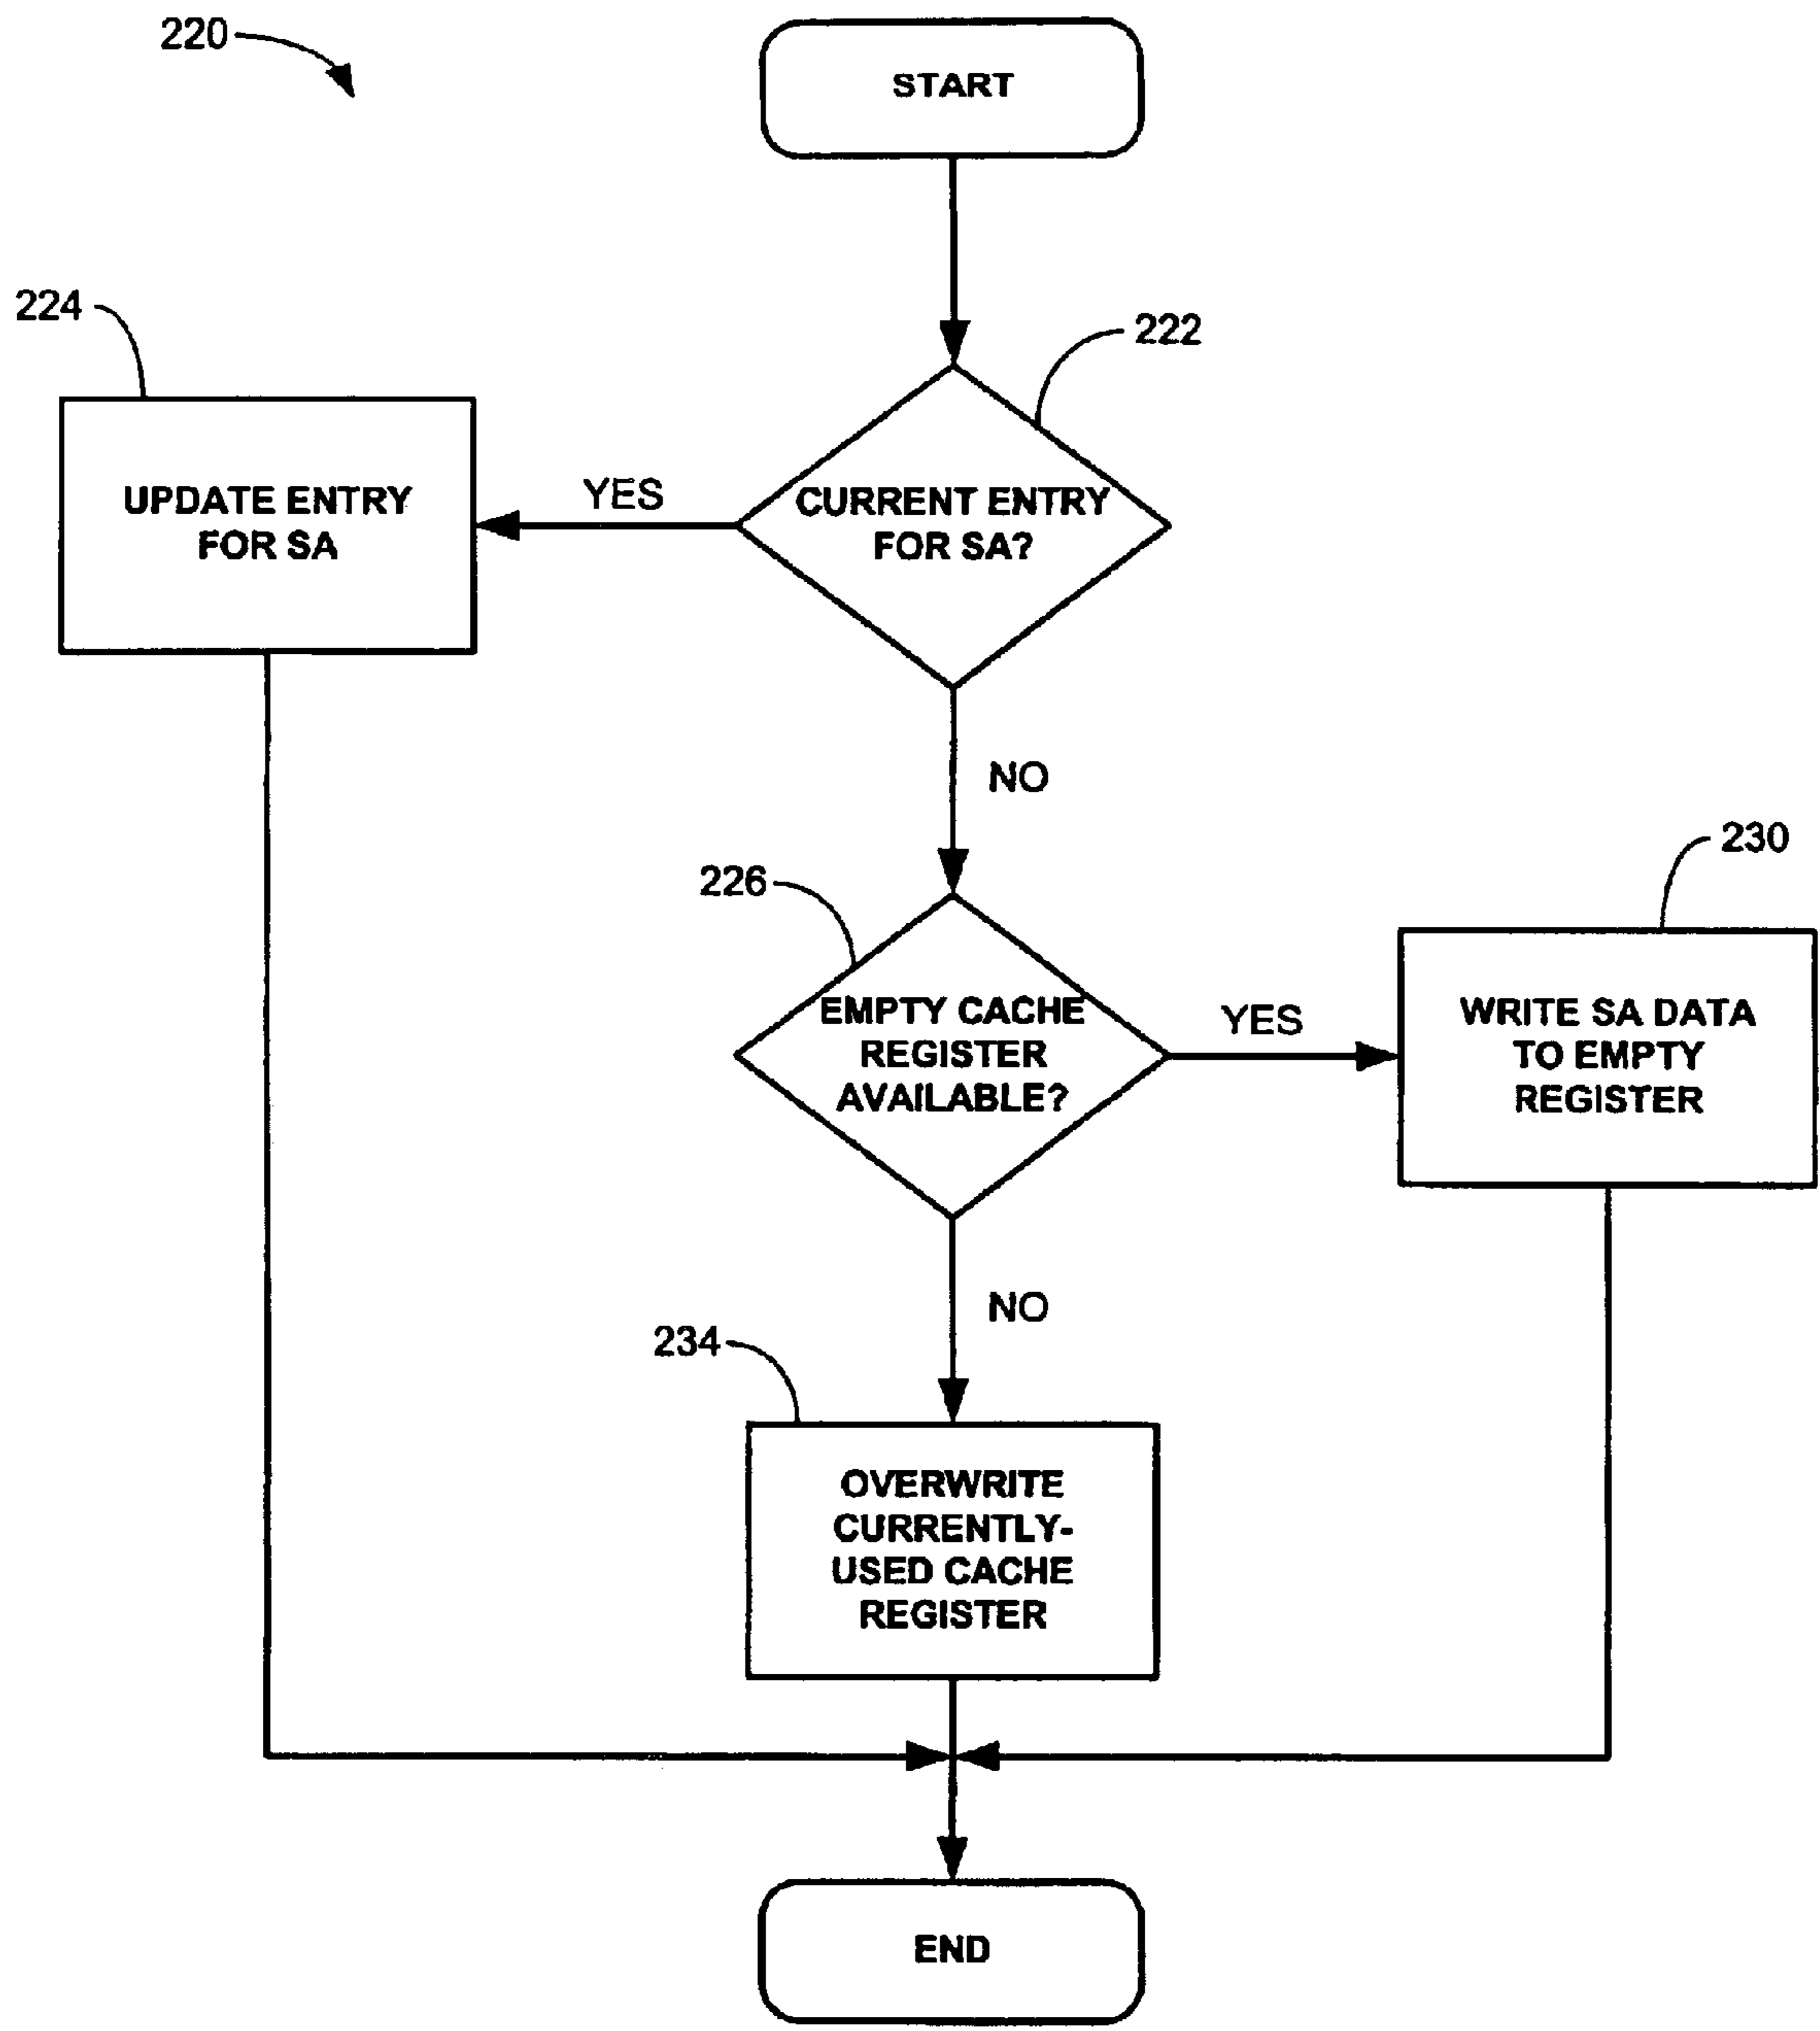 220
START
224
222
UPDATE ENTRY
FOR SA
YES
CURRENT ENTRY
FOR SA?
NO
230
226
EMPTY CACHE
REGISTER
AVAILABLE?
YES
WRITE SA DATA
TO EMPTY
REGISTER
NO
234
OVERWRITE
CURRENTLY-
USED CACHE
REGISTER
END